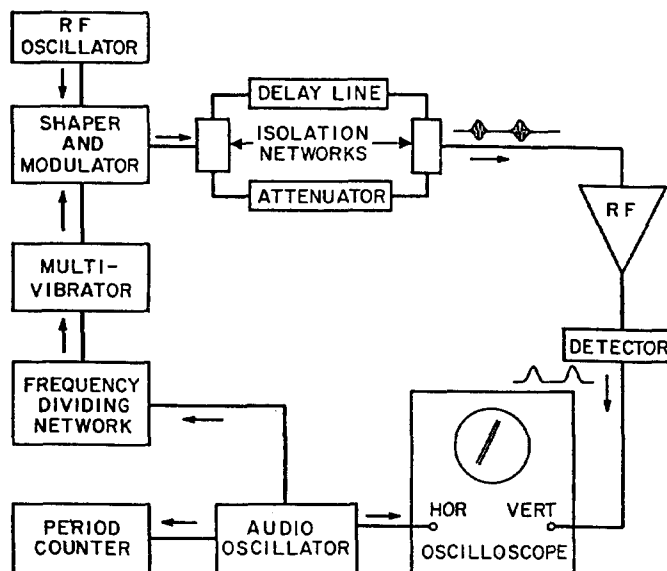 RF
OSCILLATOR
SHAPER
AND
MODULATOR
DELAY LINE
ISOLATION
NETWORKS
ATTENUATOR
RF
MULTI-
VIBRATOR
DETECTOR
FREQUENCY
DIVIDING
NETWORK
HOR VERT
OSCILLOSCOPE
PERIOD
COUNTER
AUDIO
OSCILLATOR